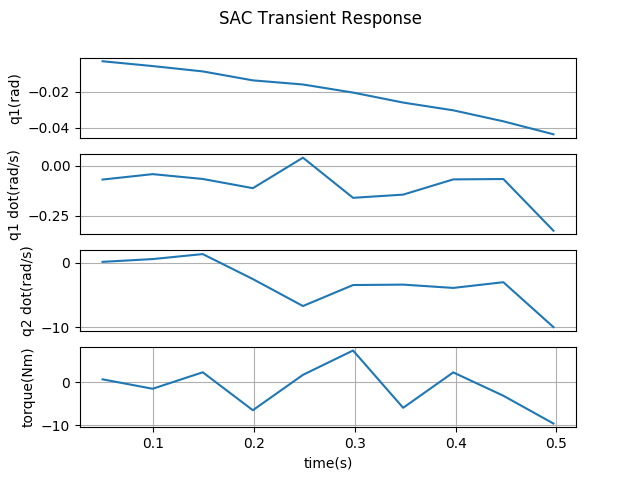 SAC Transient Response
q1(rad)
−0.02
−0.04
q1 dot(rad/s)
0.00
−0.25
q2 dot(rad/s)
0
−10
torque(Nm)
0
−10
0.1 0.2 0.3 0.4 0.5
time(s)